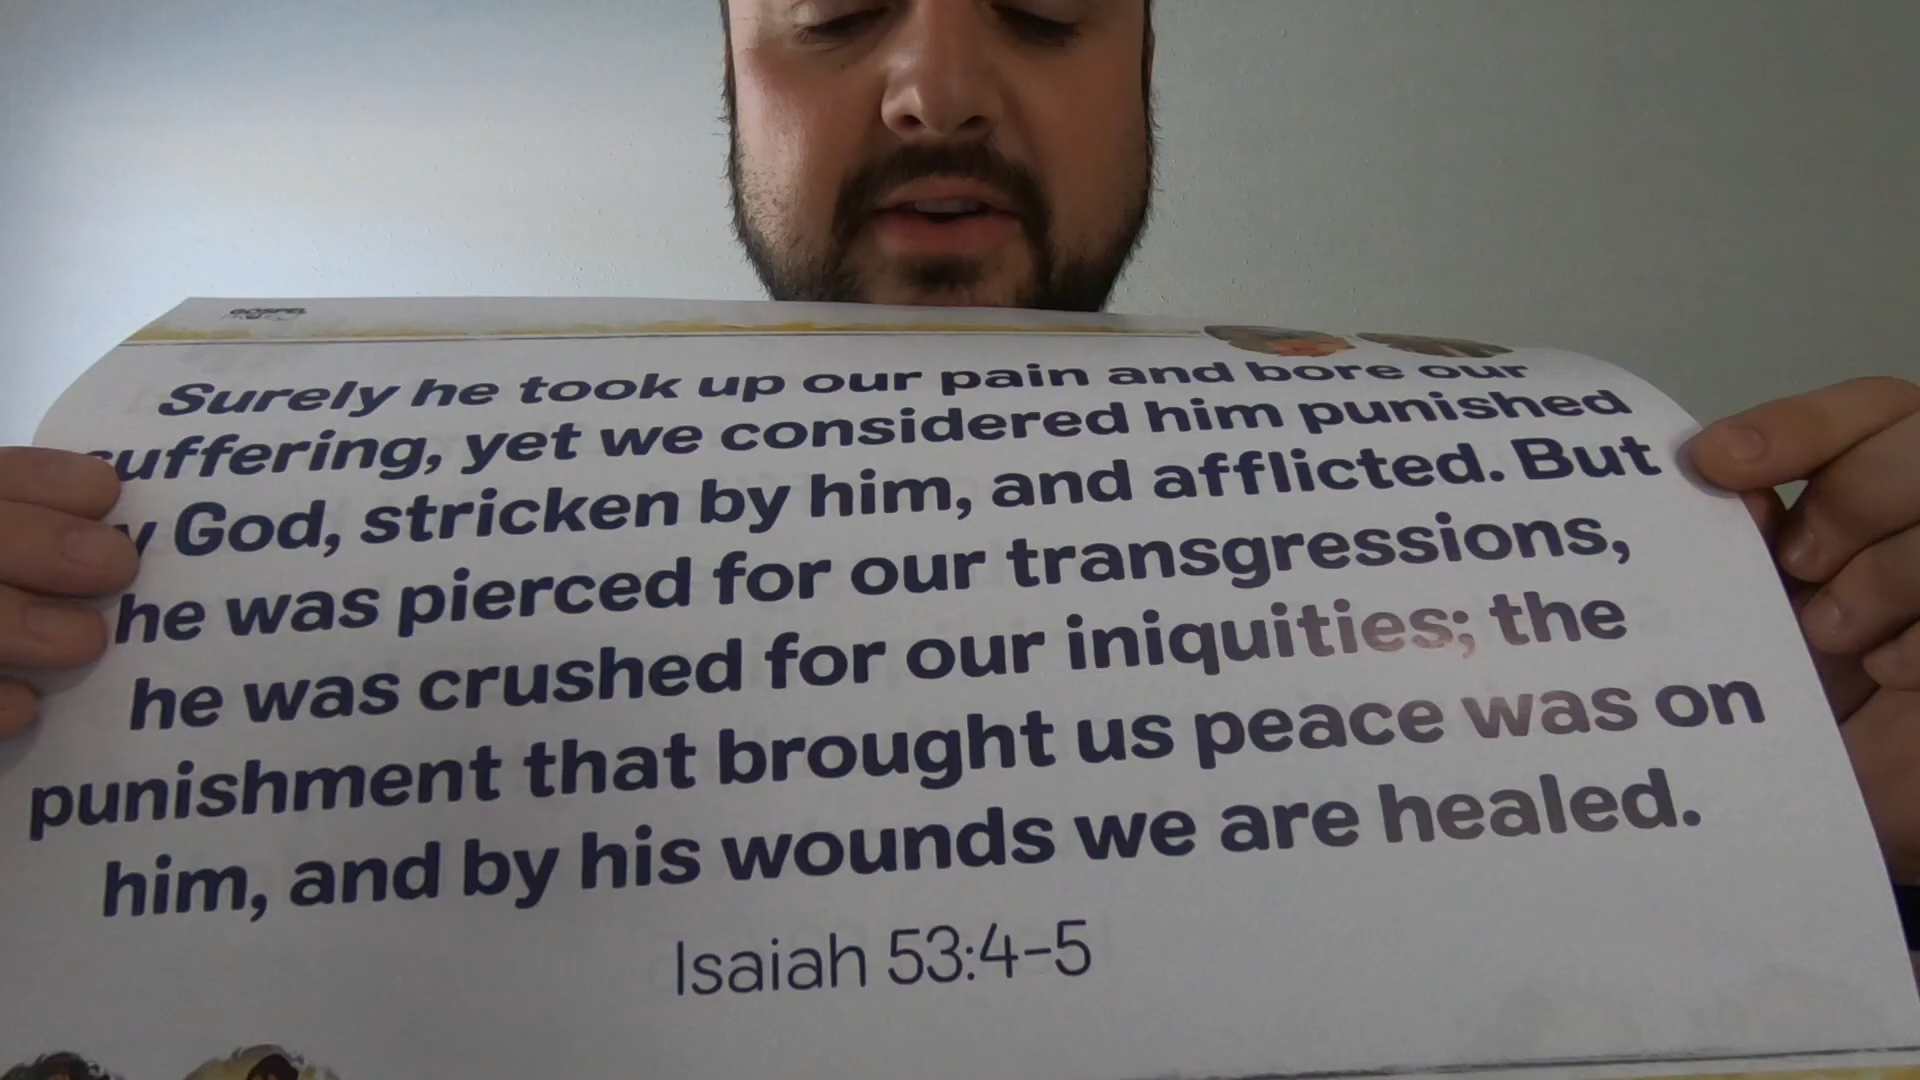 GOSPEL
Surely he took up our pain and bore our
suffering, yet we considered him punished
y God, stricken by him, and afflicted. But
he was pierced for our transgressions,
he was crushed for our iniquities; the
punishment that brought us peace was on
him, and by his wounds we are healed.
Isaiah 53:4-5